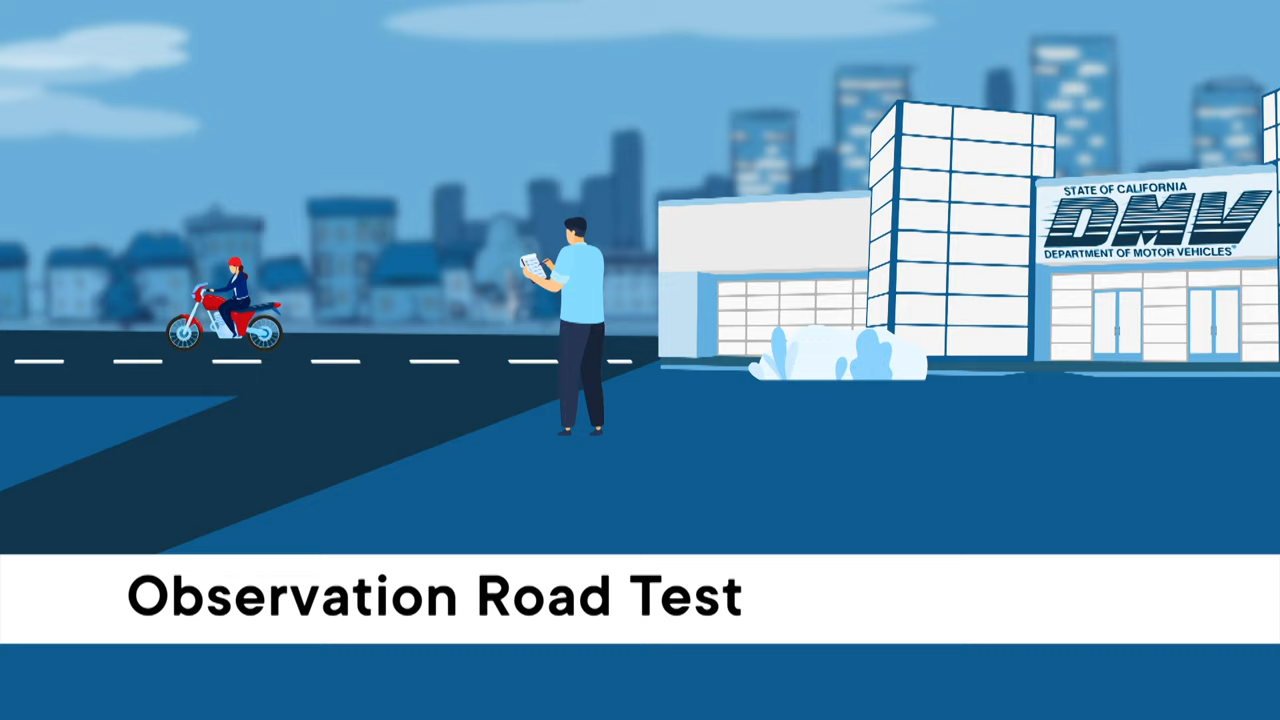 STATE OF CALIFORNIA
DMV
DEPARTMENT OF MOTOR VEHICLES
Observation Road Test